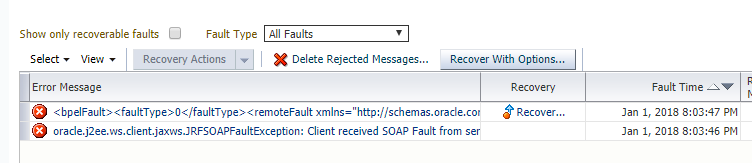 Show only recoverable faults Fault Type All Faults
Select View Recovery Actions Delete Rejected Messages... Recover With Options...
Error Message Recovery Fault Time R
M
<bpelFault><faultType>0</faultType><remoteFault xmlns="http://schemas.oracle.co Recover... Jan 1, 2018 8:03:47 PM
oracle.j2ee.ws.client.jaxws.JRFSOAPFaultException: Client received SOAP Fault from ser Jan 1, 2018 8:03:46 PM